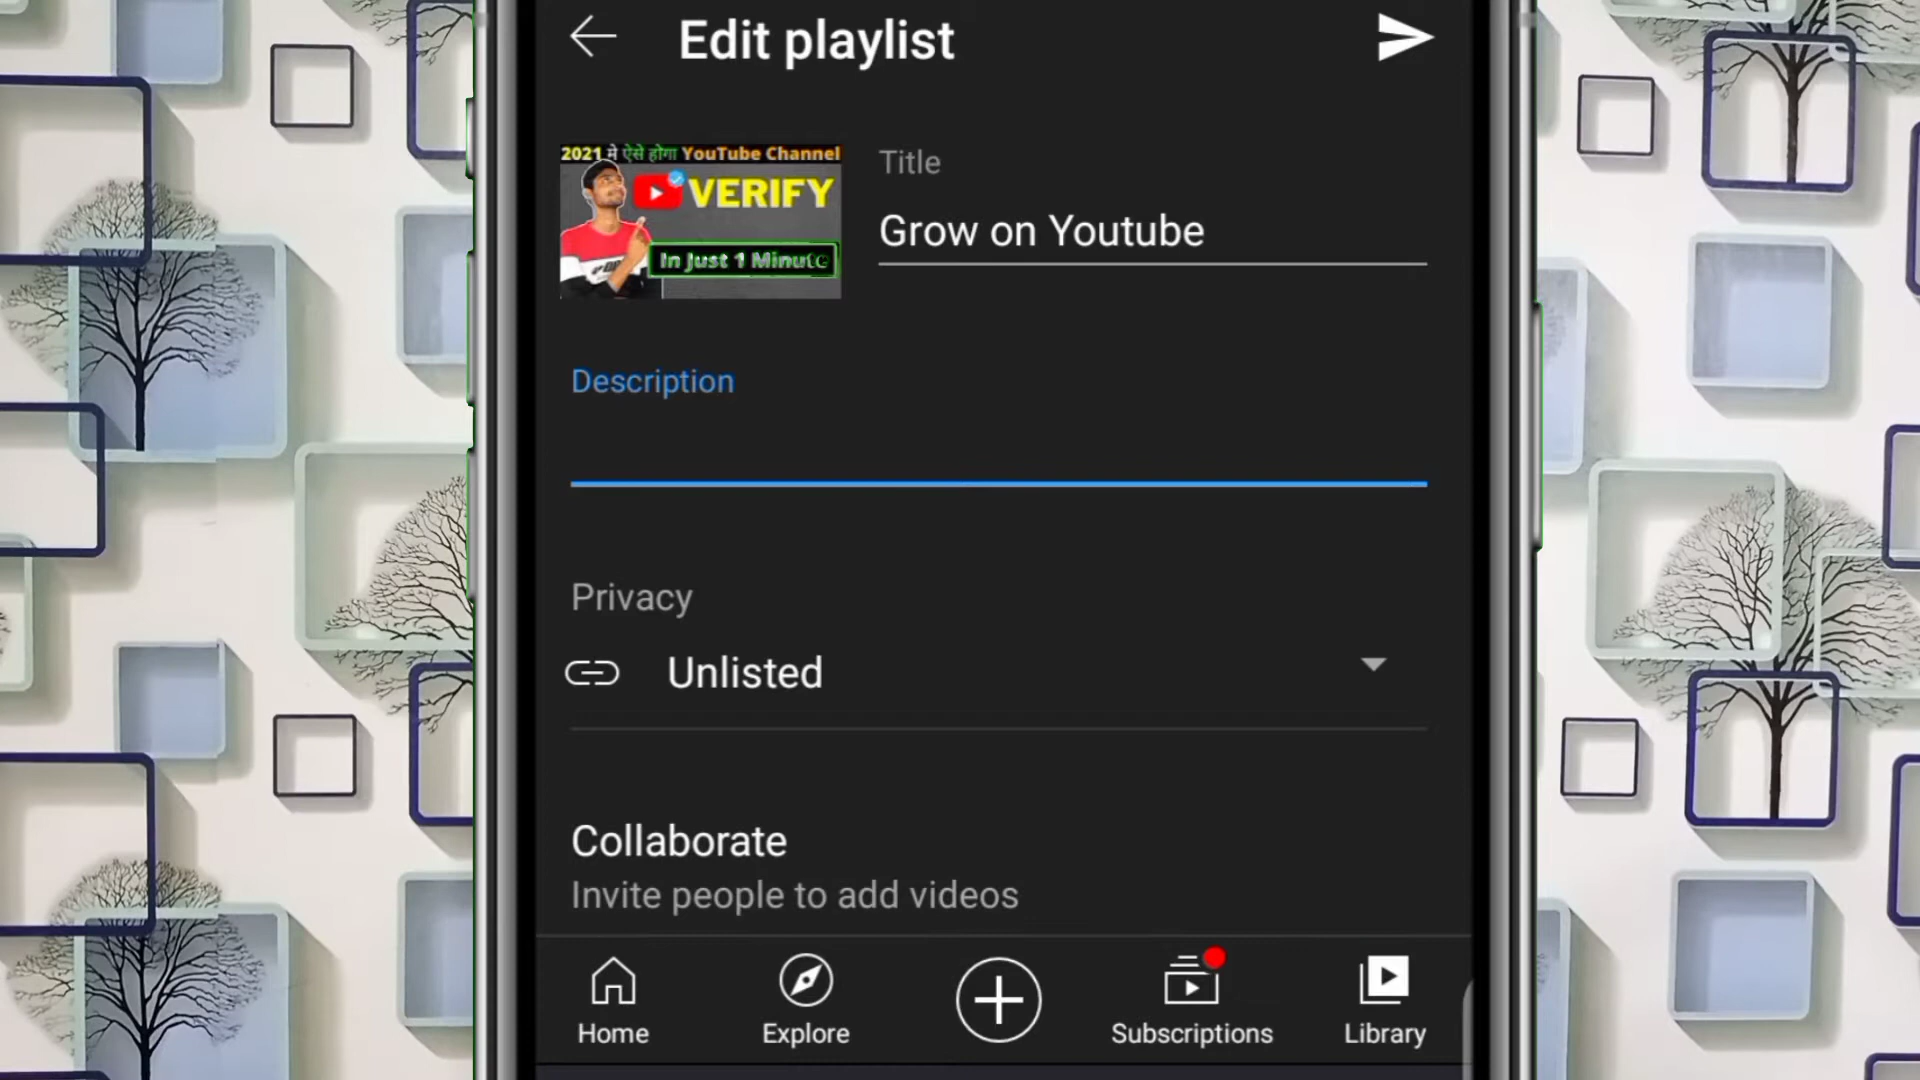 Edit playlist
2021 मे ऐसे होगा YouTube Channel
VERIFY
In Just 1 Minute
Title
Grow on Youtube
Description
Privacy
Unlisted
Collaborate
Invite people to add videos
Home
Explore
Subscriptions
Library